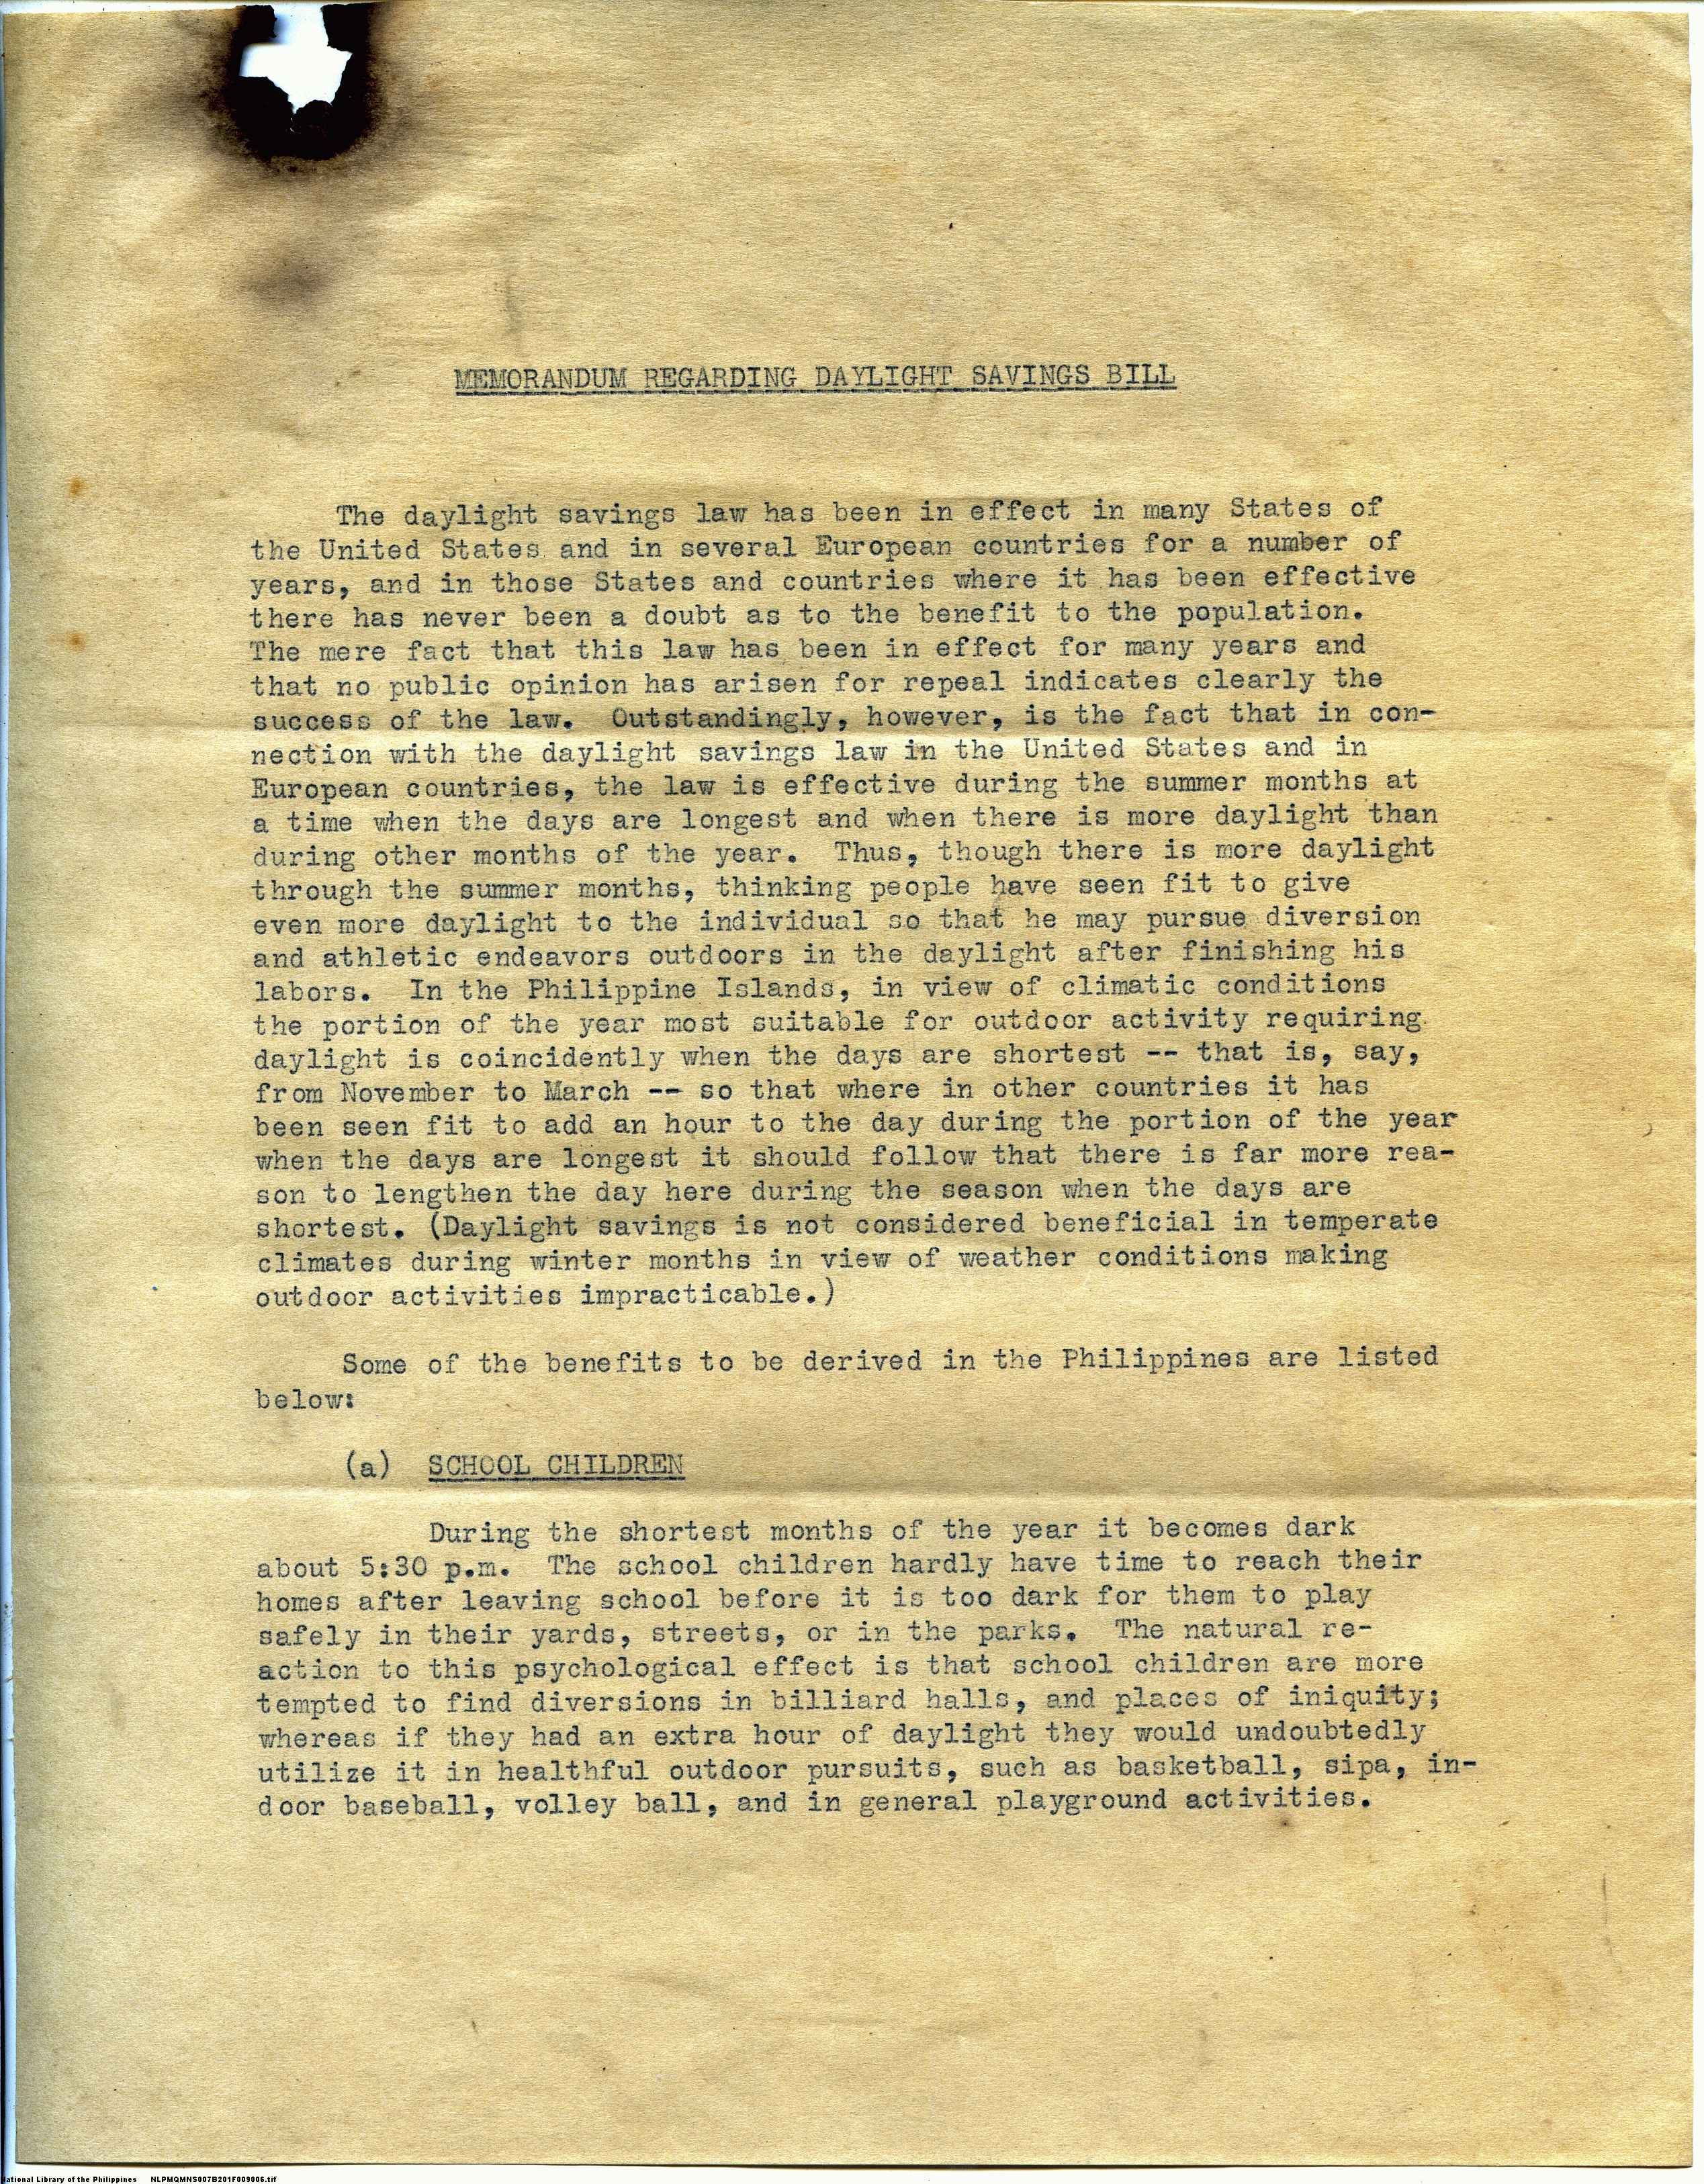 MEMORANDUM REGARDING DAYLIGHT SAVINGS BILL
The daylight savings law has been in effect in many States of
the United States and in several European countries for a number of
years, and in those States and countries where it has been effective
there has never been a doubt as to the benefit to the population.
The mere fact that this law has been in effect for many years and
that no public opinion has arisen for repeal indicates clearly the
success of the law. Outstandingly, however, is the fact that in con-
nection with the daylight savings law in the United States and in
European countries, the law is effective during the summer months at
a time when the days are longest and when there is more daylight than
during other months of the year. Thus, though there is more daylight
through the summer months, thinking people have seen fit to give
even more daylight to the individual so that he may pursue diversion
and athletic endeavors outdoors in the daylight after finishing his
labors. In the Philippine Islands, in view of climatic conditions
the portion of the year most suitable for outdoor activity requiring
daylight is coincidently when the days are shortest -- that is, say,
from November to March -- so that where in other countries it has
been seen fit to add an hour to the day during the portion of the year
when the days are longest it should follow that there is far more rea-
son to lengthen the day here during the season when the days are
shortest. (Daylight savings is not considered beneficial in temperate
climates during winter months in view of weather conditions making
outdoor activities impracticable.)
Some of the benefits to be derived in the Philippines are listed
below:
(a) SCHOOL CHILDREN
During the shortest months of the year it becomes dark
about 5:30 p.m. The school children hardly have time to reach their
homes after leaving school before it is too dark for them to play
safely in their yards, streets, or in the parks. The natural re-
action to this psychological effect is that school children are more
tempted to find diversions in billiard halls, and places of iniquity;
whereas if they had an extra hour of daylight they would undoubtedly
utilize it in healthful outdoor pursuits, such as basketball, sipa, in-
door baseball, volley ball, and in general playground activities.
ational Library of the Philippines NLPMQMNS007B201F009006.tif